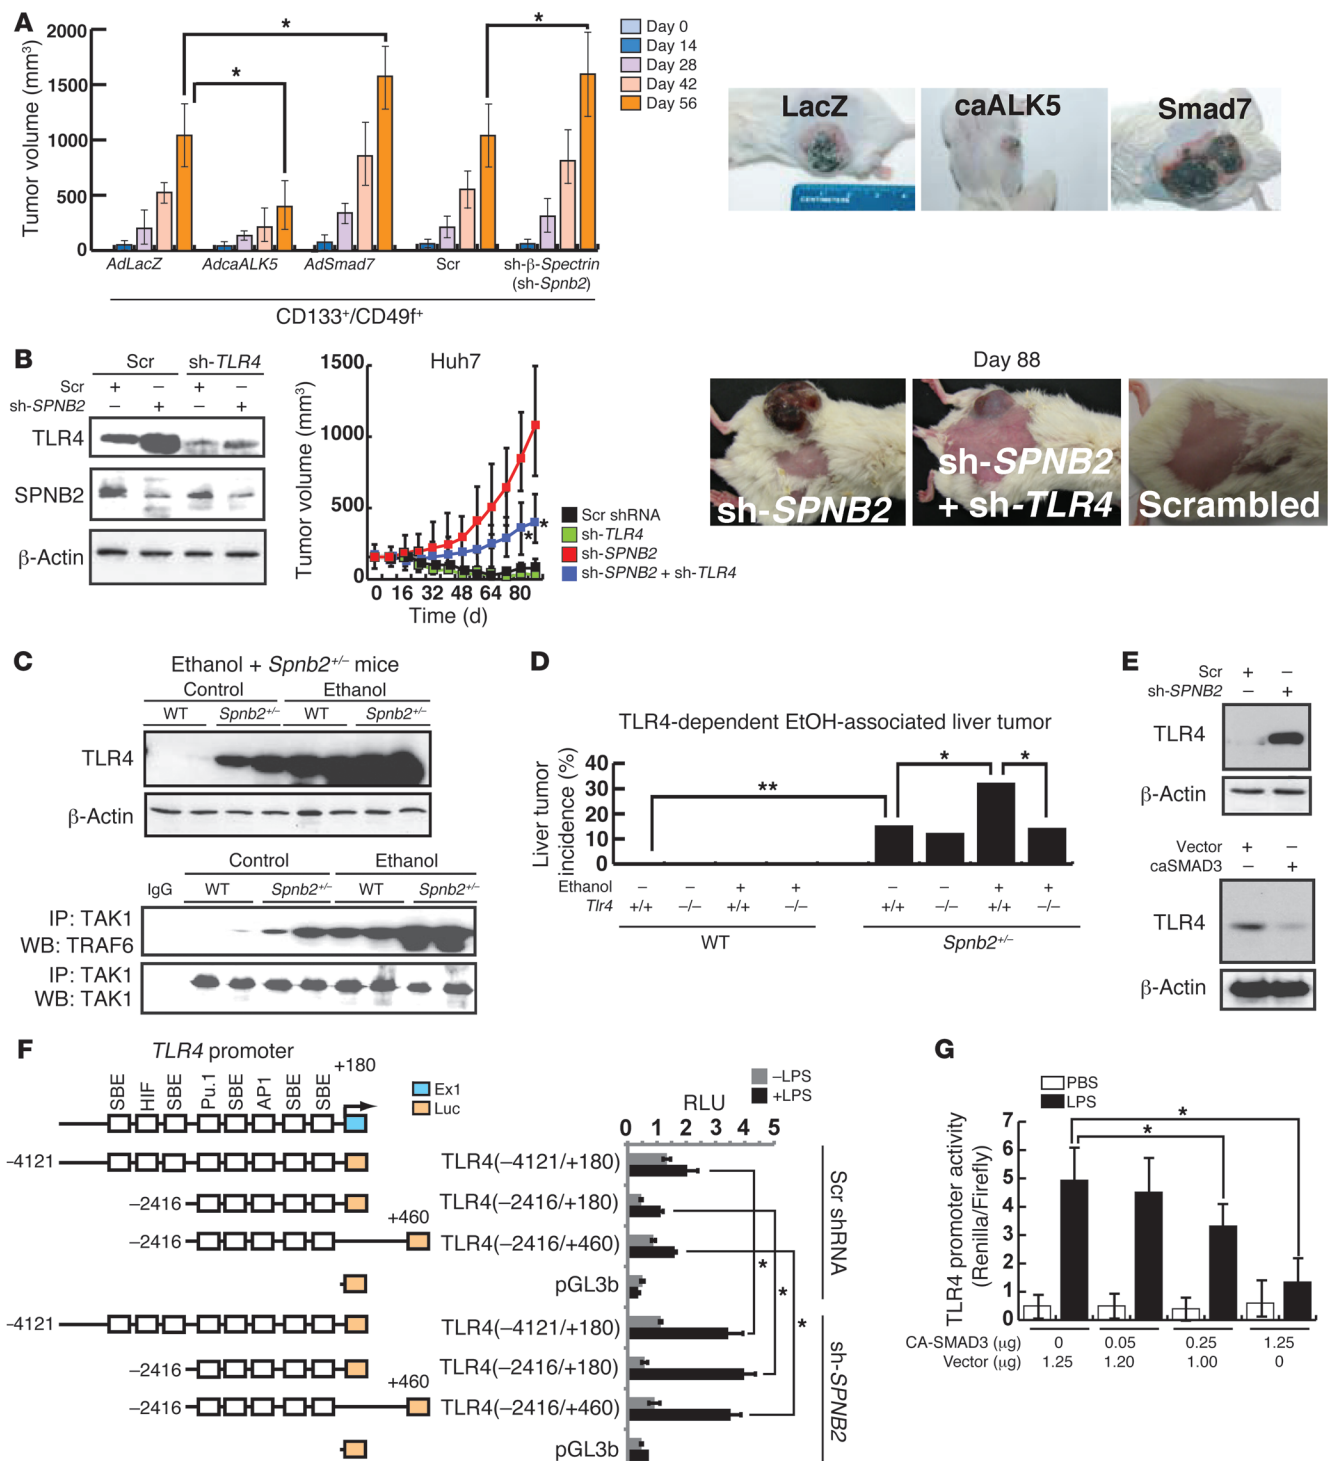 A
Tumor volume (mm³)
2000
1500
1000
500
0
*
*
*
Day 0
Day 14
Day 28
Day 42
Day 56
AdLacZ AdcaALK5 AdSmad7 Scr sh-β-Spectrin
(sh-Spnb2)
CD133⁺/CD49f⁺
LacZ caALK5 Smad7
CENTIMETERS
B
Scr sh-TLR4
Scr + – + –
sh-SPNB2 – + – +
TLR4
SPNB2
β-Actin
Huh7
Tumor volume (mm³)
1500
1000
500
0
0 16 32 48 64 80
Time (d)
*
*
Scr shRNA
sh-TLR4
sh-SPNB2
sh-SPNB2 + sh-TLR4
Day 88
sh-SPNB2
sh-SPNB2
+ sh-TLR4
Scrambled
C
Ethanol + Spnb2⁺/⁻ mice
Control Ethanol
WT Spnb2⁺/⁻ WT Spnb2⁺/⁻
TLR4
β-Actin
Control Ethanol
IgG WT Spnb2⁺/⁻ WT Spnb2⁺/⁻
IP: TAK1
WB: TRAF6
IP: TAK1
WB: TAK1
D
TLR4-dependent EtOH-associated liver tumor
Liver tumor
incidence (%)
40
30
20
10
0
**
*
*
Ethanol – – + + – – + +
Tlr4 +/+ –/– +/+ –/– +/+ –/– +/+ –/–
WT Spnb2⁺/⁻
E
Scr + –
sh-SPNB2 – +
TLR4
β-Actin
Vector + –
caSMAD3 – +
TLR4
β-Actin
F
TLR4 promoter
+180
SBE HIF SBE Pu.1 SBE AP1 SBE SBE
Ex1
Luc
–4121
–2416
+460
–2416
–4121
–2416
+460
–2416
–LPS
+LPS
RLU
0 1 2 3 4 5
TLR4(–4121/+180)
TLR4(–2416/+180)
TLR4(–2416/+460)
pGL3b
TLR4(–4121/+180)
TLR4(–2416/+180)
TLR4(–2416/+460)
pGL3b
*
*
*
Scr shRNA
sh-SPNB2
G
PBS
LPS
TLR4 promoter activity
(Renilla/Firefly)
7
6
5
4
3
2
1
0
*
*
CA-SMAD3 (μg) 0 0.05 0.25 1.25
Vector (μg) 1.25 1.20 1.00 0